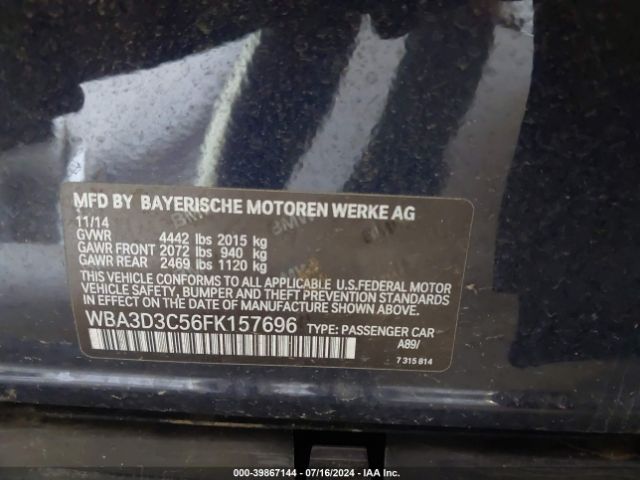 MFD BY BAYERISCHE MOTOREN WERKE AG
11/14
GVWR 4442 lbs 2015 kg
GAWR FRONT 2072 lbs 940 kg
GAWR REAR 2469 lbs 1120 kg
THIS VEHICLE CONFORMS TO ALL APPLICABLE U.S.FEDERAL MOTOR
VEHICLE SAFETY, BUMPER AND THEFT PREVENTION STANDARDS
IN EFFECT ON THE DATE OF MANUFACTURE SHOWN ABOVE.
WBA3D3C56FK157696 TYPE: PASSENGER CAR
A89/
7 315 814
000-39867144 / 07/16/2024 / IAA Inc.